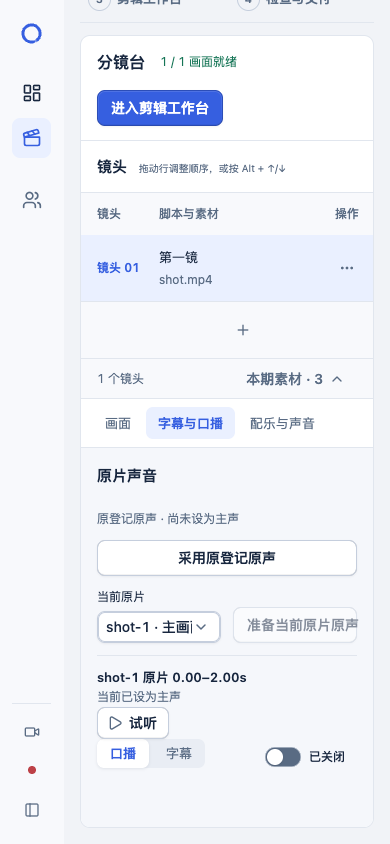 3 剪辑工作台 4 检查与交付
分镜台 1 / 1 画面就绪
进入剪辑工作台
镜头 拖动行调整顺序，或按 Alt + ↑/↓
镜头 脚本与素材 操作
镜头 01 第一镜
shot.mp4
1 个镜头 本期素材 · 3
画面 字幕与口播 配乐与声音
原片声音
原登记原声 · 尚未设为主声
采用原登记原声
当前原片
shot-1 · 主画 准备当前原片原声
shot-1 原片 0.00–2.00s
当前已设为主声
试听
口播 字幕 已关闭